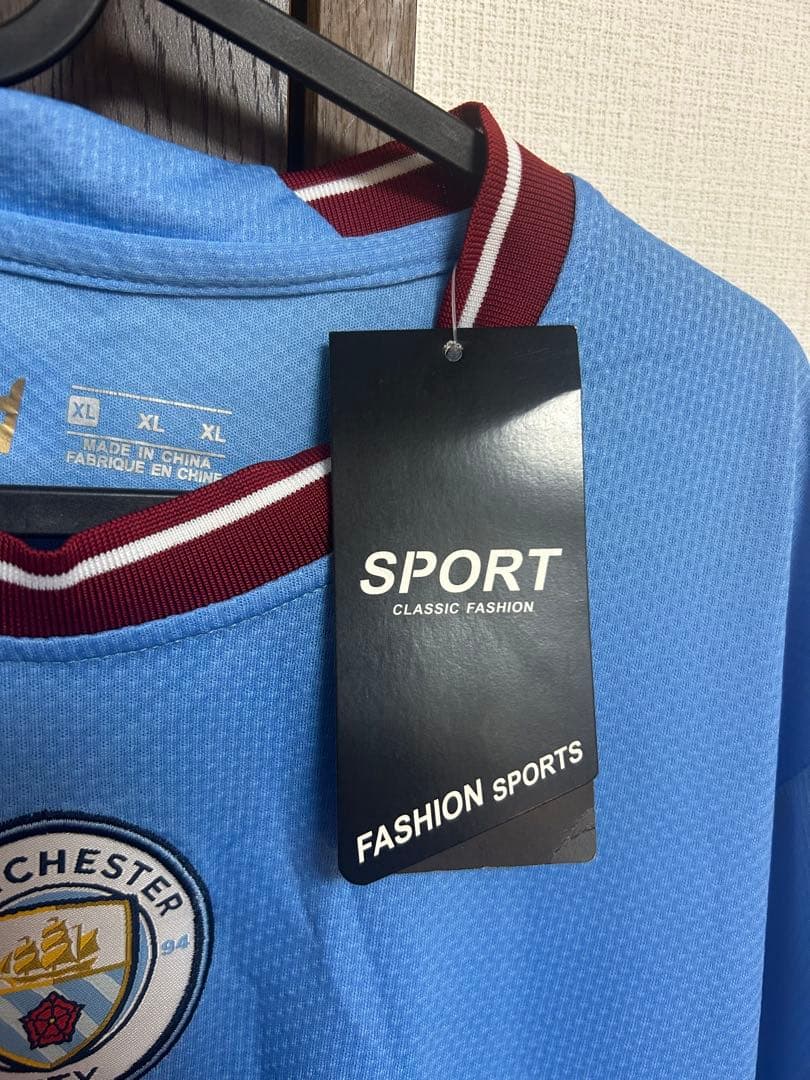 XL XL XL
MADE IN CHINA
FABRIQUE EN CHINE
SPORT
CLASSIC FASHION
FASHION SPORTS
CHESTER
94